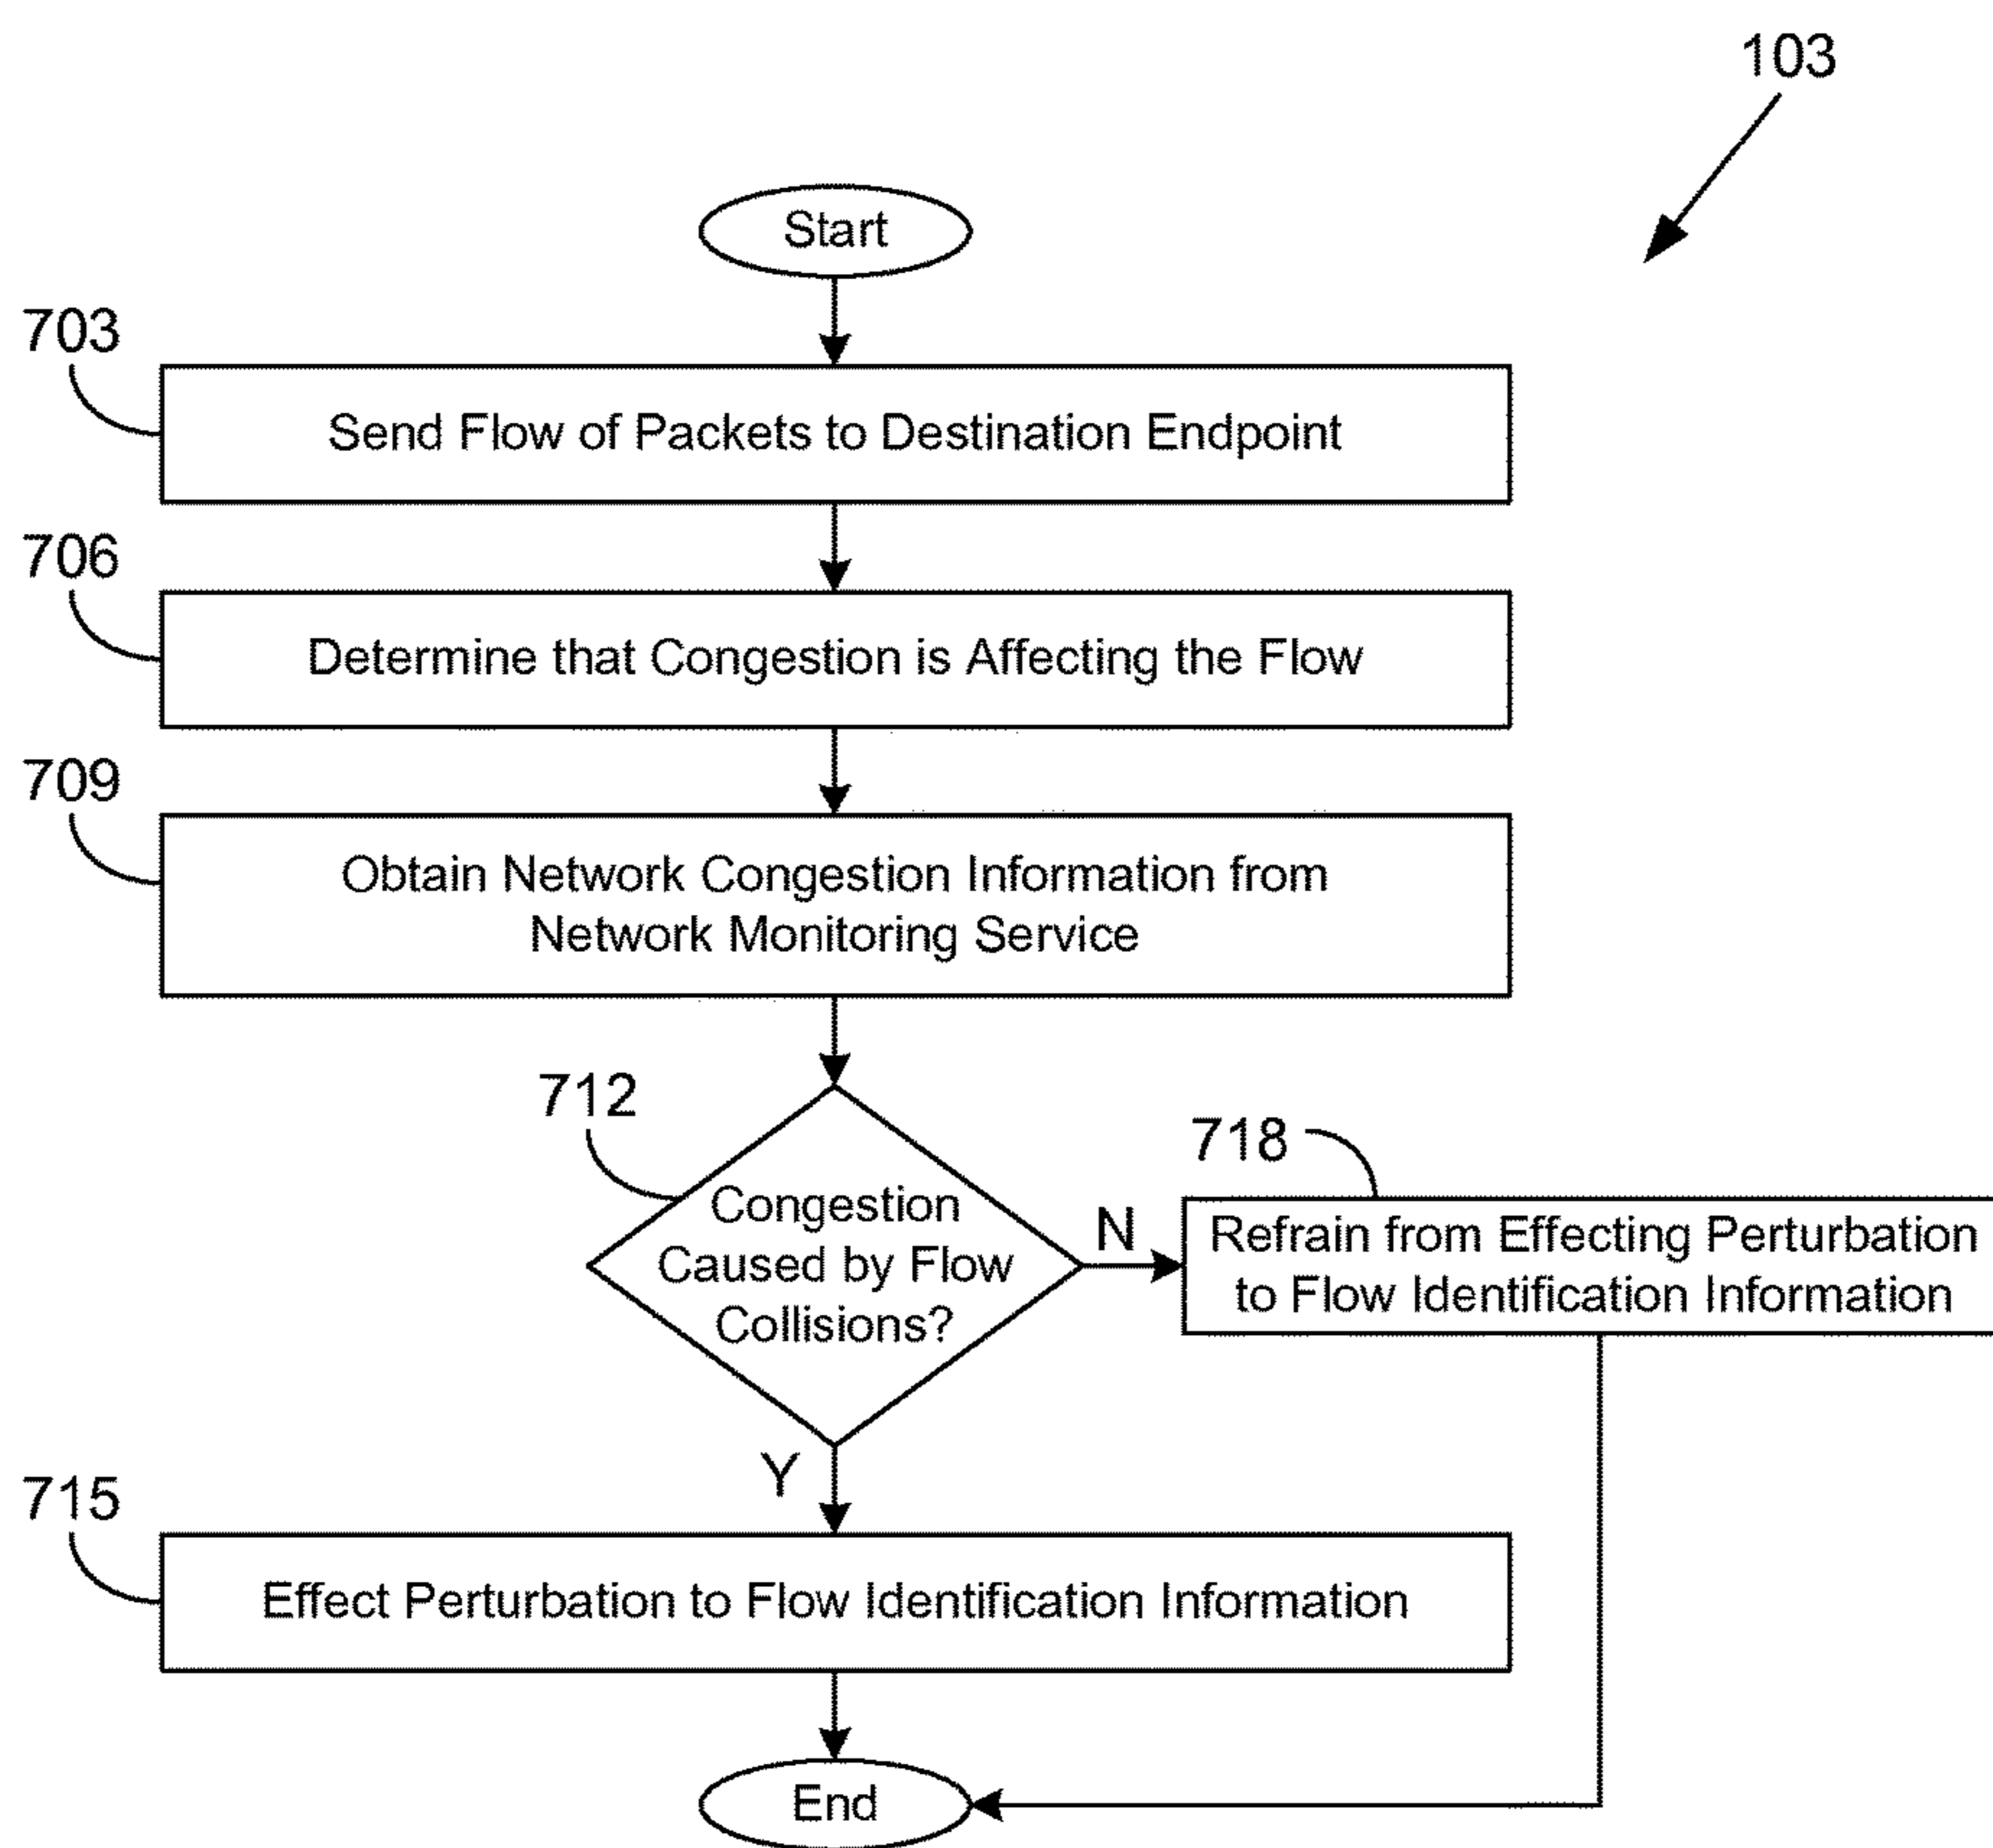 103
Start
703
Send Flow of Packets to Destination Endpoint
706
Determine that Congestion is Affecting the Flow
709
Obtain Network Congestion Information from
Network Monitoring Service
712
Congestion
Caused by Flow
Collisions?
N
718
Refrain from Effecting Perturbation
to Flow Identification Information
Y
715
Effect Perturbation to Flow Identification Information
End